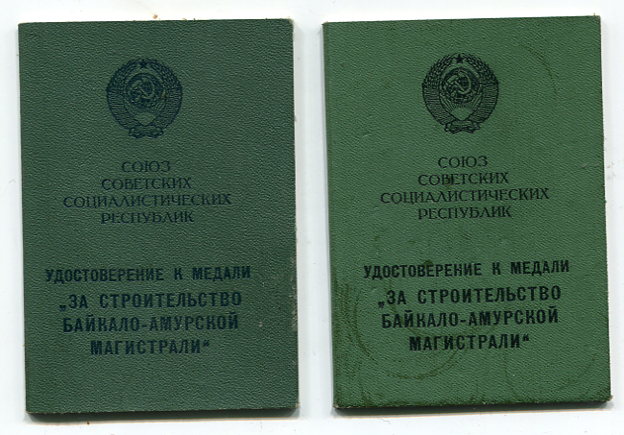 СОЮЗ
СОВЕТСКИХ
СОЦИАЛИСТИЧЕСКИХ
РЕСПУБЛИК
УДОСТОВЕРЕНИЕ К МЕДАЛИ
„ЗА СТРОИТЕЛЬСТВО
БАЙКАЛО-АМУРСКОЙ
МАГИСТРАЛИ“
СОЮЗ
СОВЕТСКИХ
СОЦИАЛИСТИЧЕСКИХ
РЕСПУБЛИК
УДОСТОВЕРЕНИЕ К МЕДАЛИ
„ЗА СТРОИТЕЛЬСТВО
БАЙКАЛО-АМУРСКОЙ
МАГИСТРАЛИ“